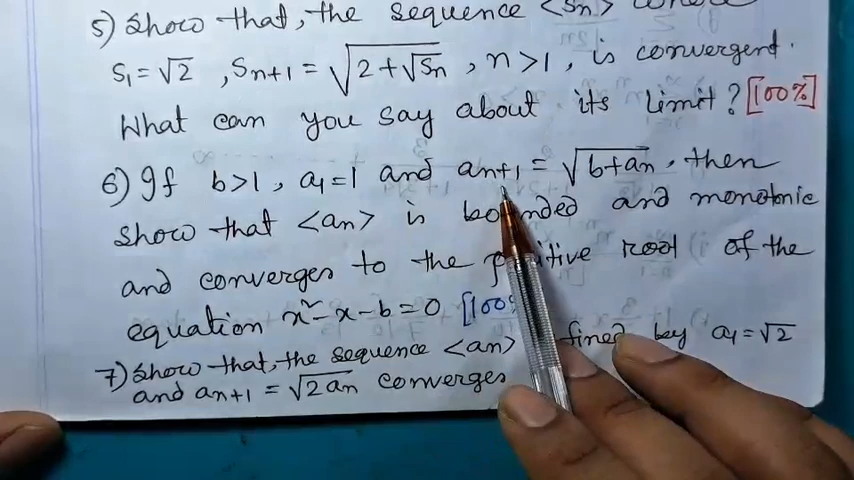 5) Show that, the sequence <Sn> where
S₁ = √2 , Sn+1 = √(2 + √Sn) , n > 1 , is convergent.
What can you say about its limit? [100%]
6) If b>1, a₁ = 1 and an+1 = √(b+an), then
show that <an> is bounded and monotonic
and converges to the positive root of the
equation x² - x - b = 0 [100%
7) Show that, the sequence <an> fined by a₁ = √2
and an+1 = √(2an) converges